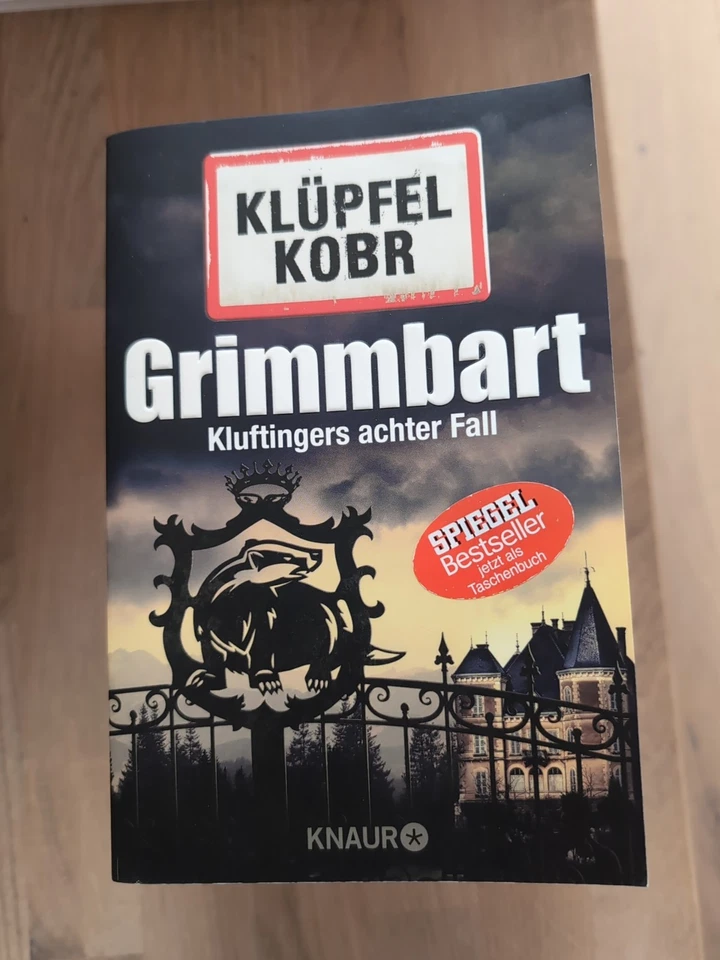 KLÜPFEL
KOBR
Grimmbart
Kluftingers achter Fall
SPIEGEL
Bestseller
jetzt als
Taschenbuch
KNAUR